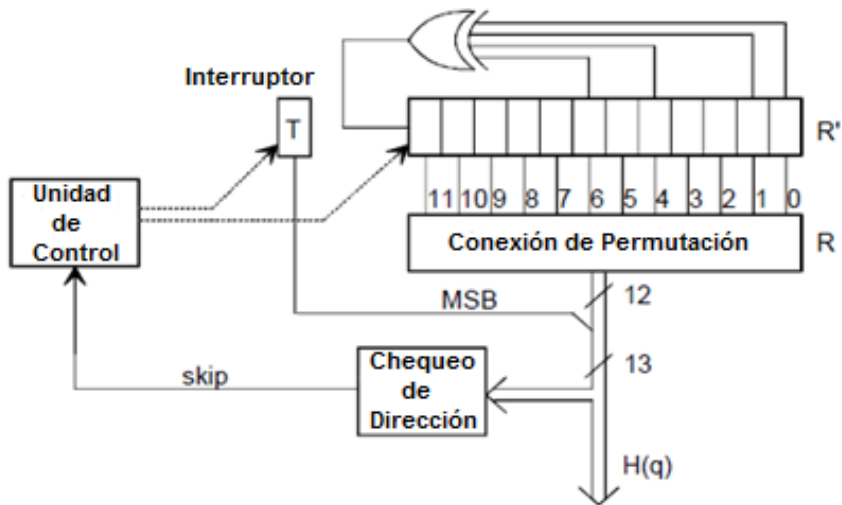 Interruptor
T
R'
Unidad
de
Control
11 10 9 8 7 6 5 4 3 2 1 0
Conexión de Permutación
R
MSB
12
13
skip
Chequeo
de
Dirección
H(q)